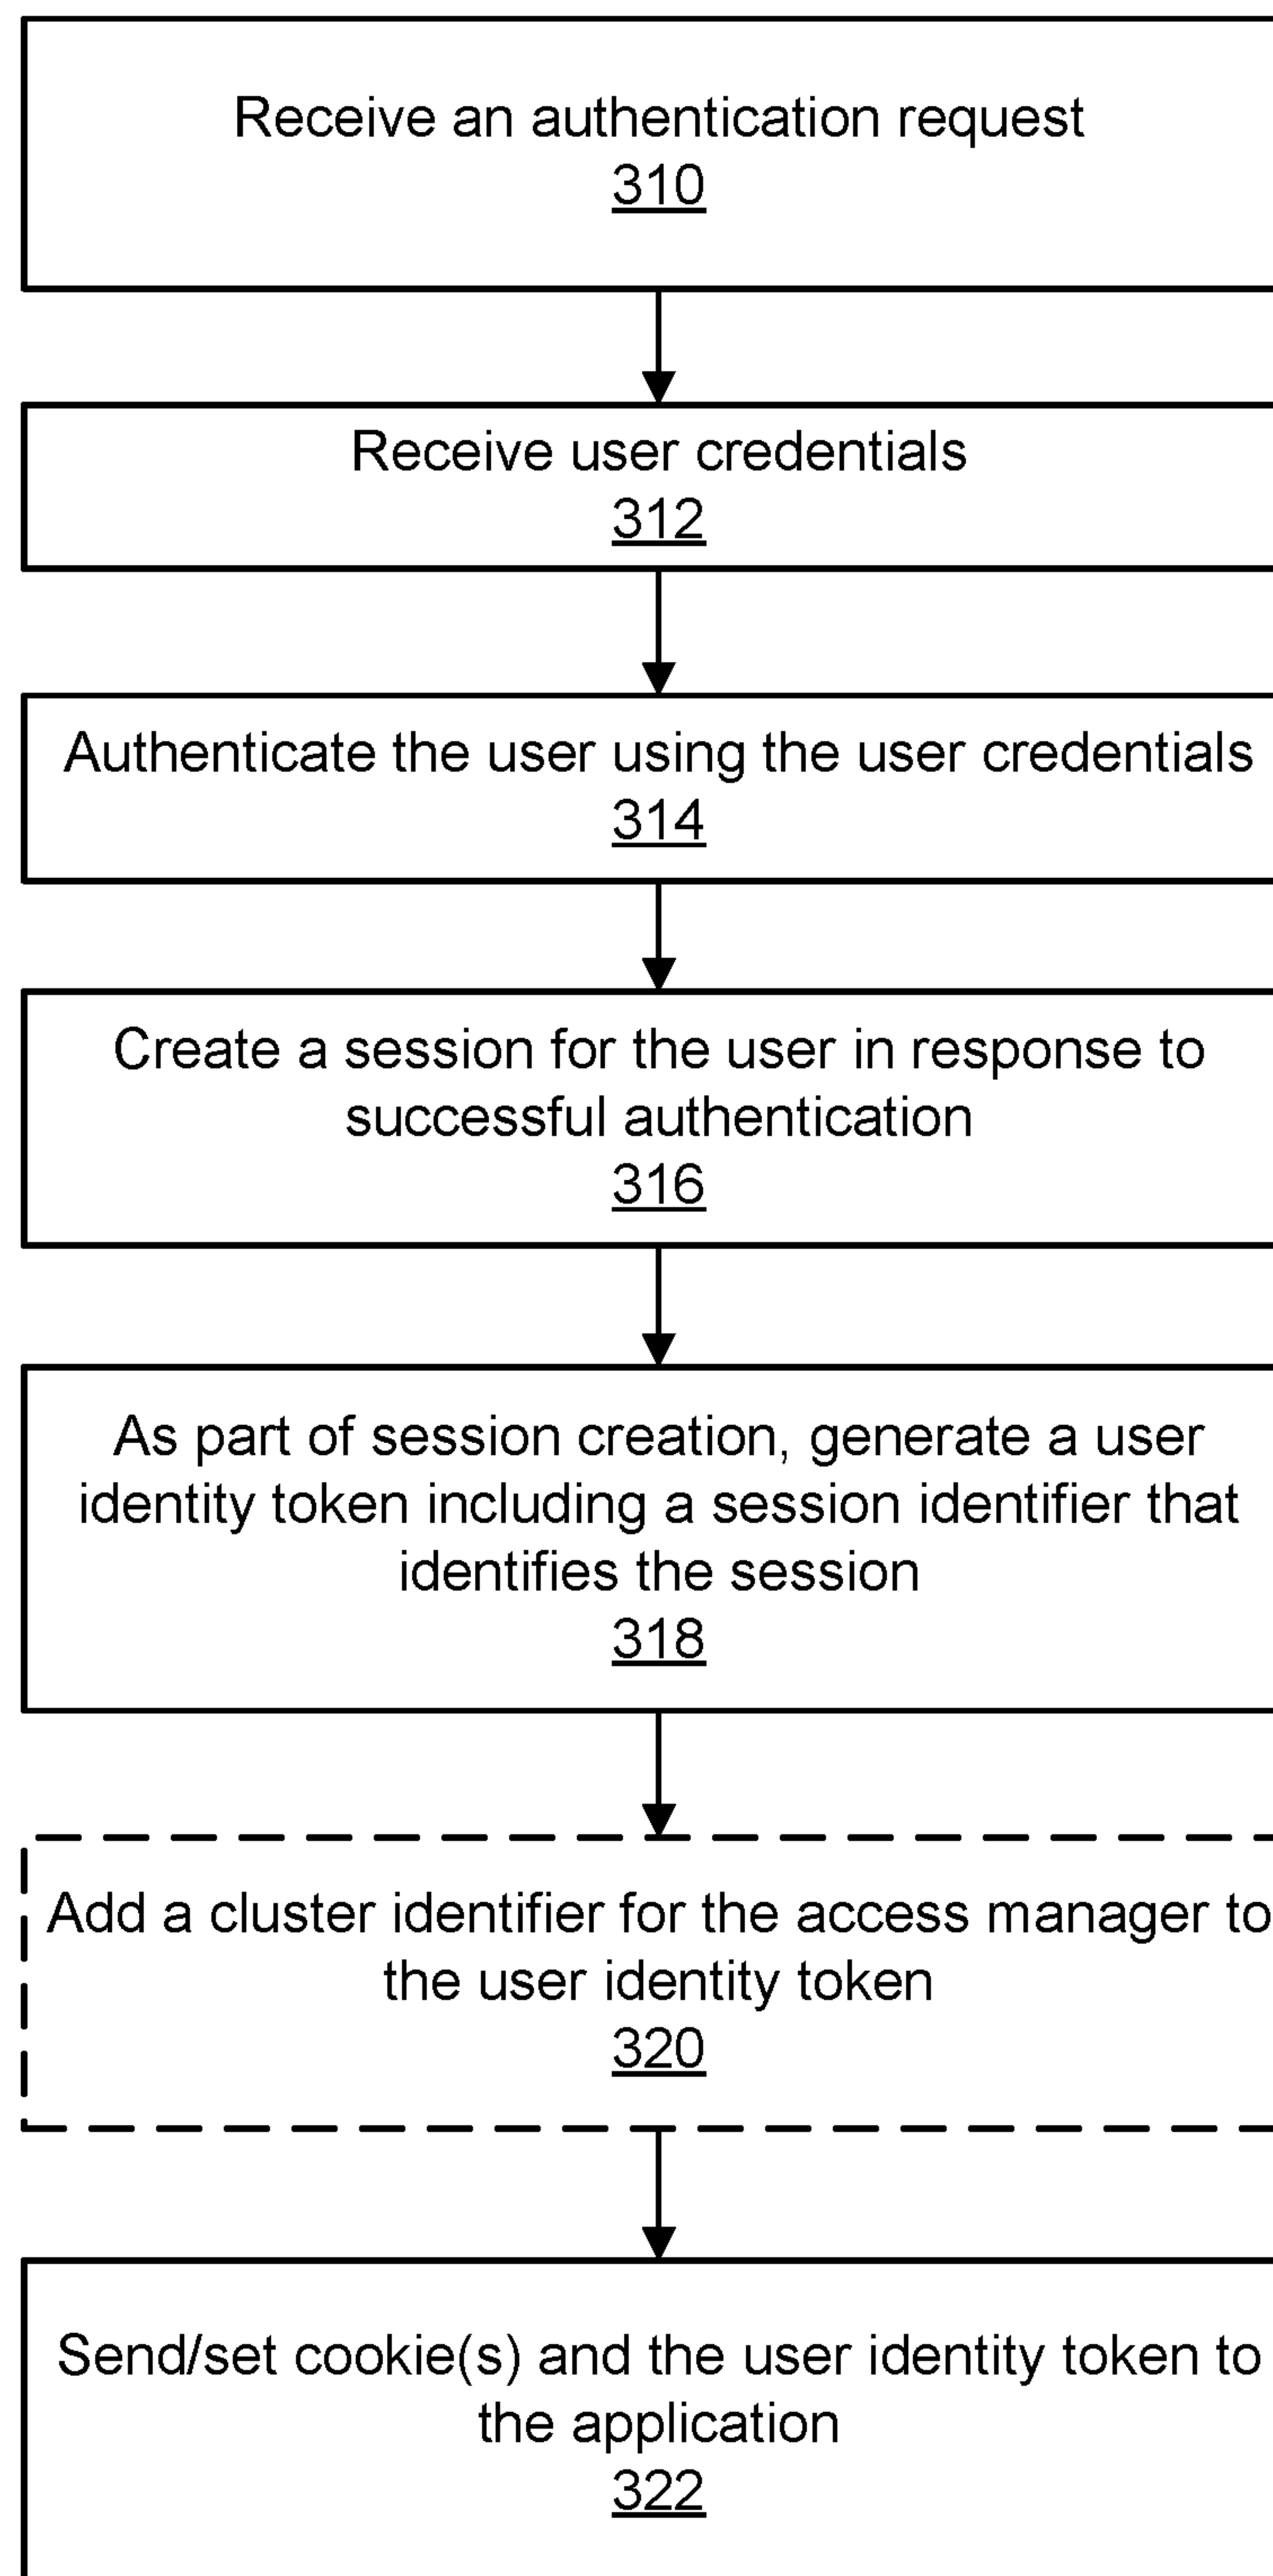 Receive an authentication request
310
Receive user credentials
312
Authenticate the user using the user credentials
314
Create a session for the user in response to
successful authentication
316
As part of session creation, generate a user
identity token including a session identifier that
identifies the session
318
Add a cluster identifier for the access manager to
the user identity token
320
Send/set cookie(s) and the user identity token to
the application
322